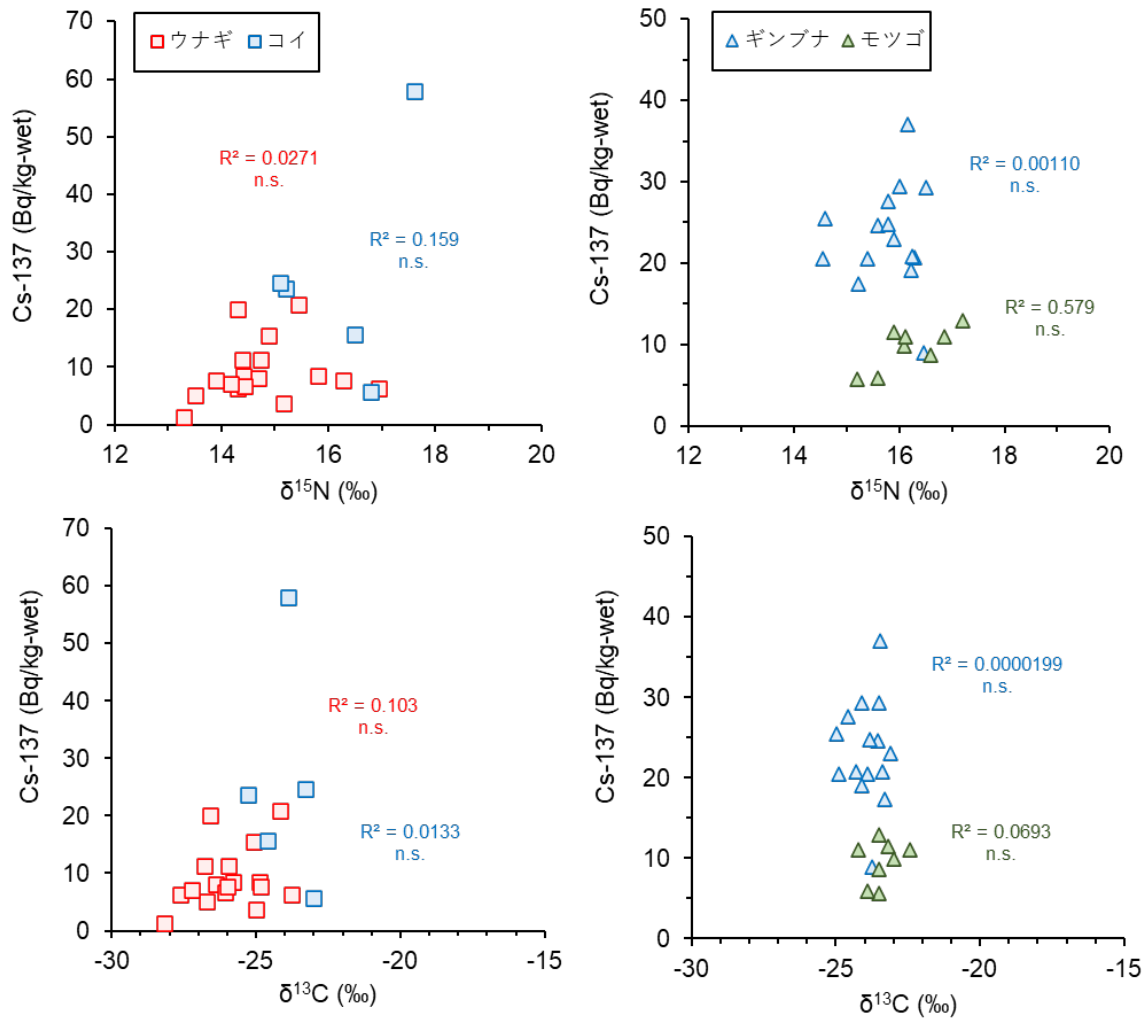 ウナギ コイ
Cs-137 (Bq/kg-wet)
70
60
50
40
30
20
10
0
R² = 0.0271
n.s.
R² = 0.159
n.s.
12 14 16 18 20
δ¹⁵N (‰)
ギンブナ モツゴ
Cs-137 (Bq/kg-wet)
50
40
30
20
10
0
R² = 0.00110
n.s.
R² = 0.579
n.s.
12 14 16 18 20
δ¹⁵N (‰)
Cs-137 (Bq/kg-wet)
70
60
50
40
30
20
10
0
R² = 0.103
n.s.
R² = 0.0133
n.s.
-30 -25 -20 -15
δ¹³C (‰)
Cs-137 (Bq/kg-wet)
50
40
30
20
10
0
R² = 0.0000199
n.s.
R² = 0.0693
n.s.
-30 -25 -20 -15
δ¹³C (‰)